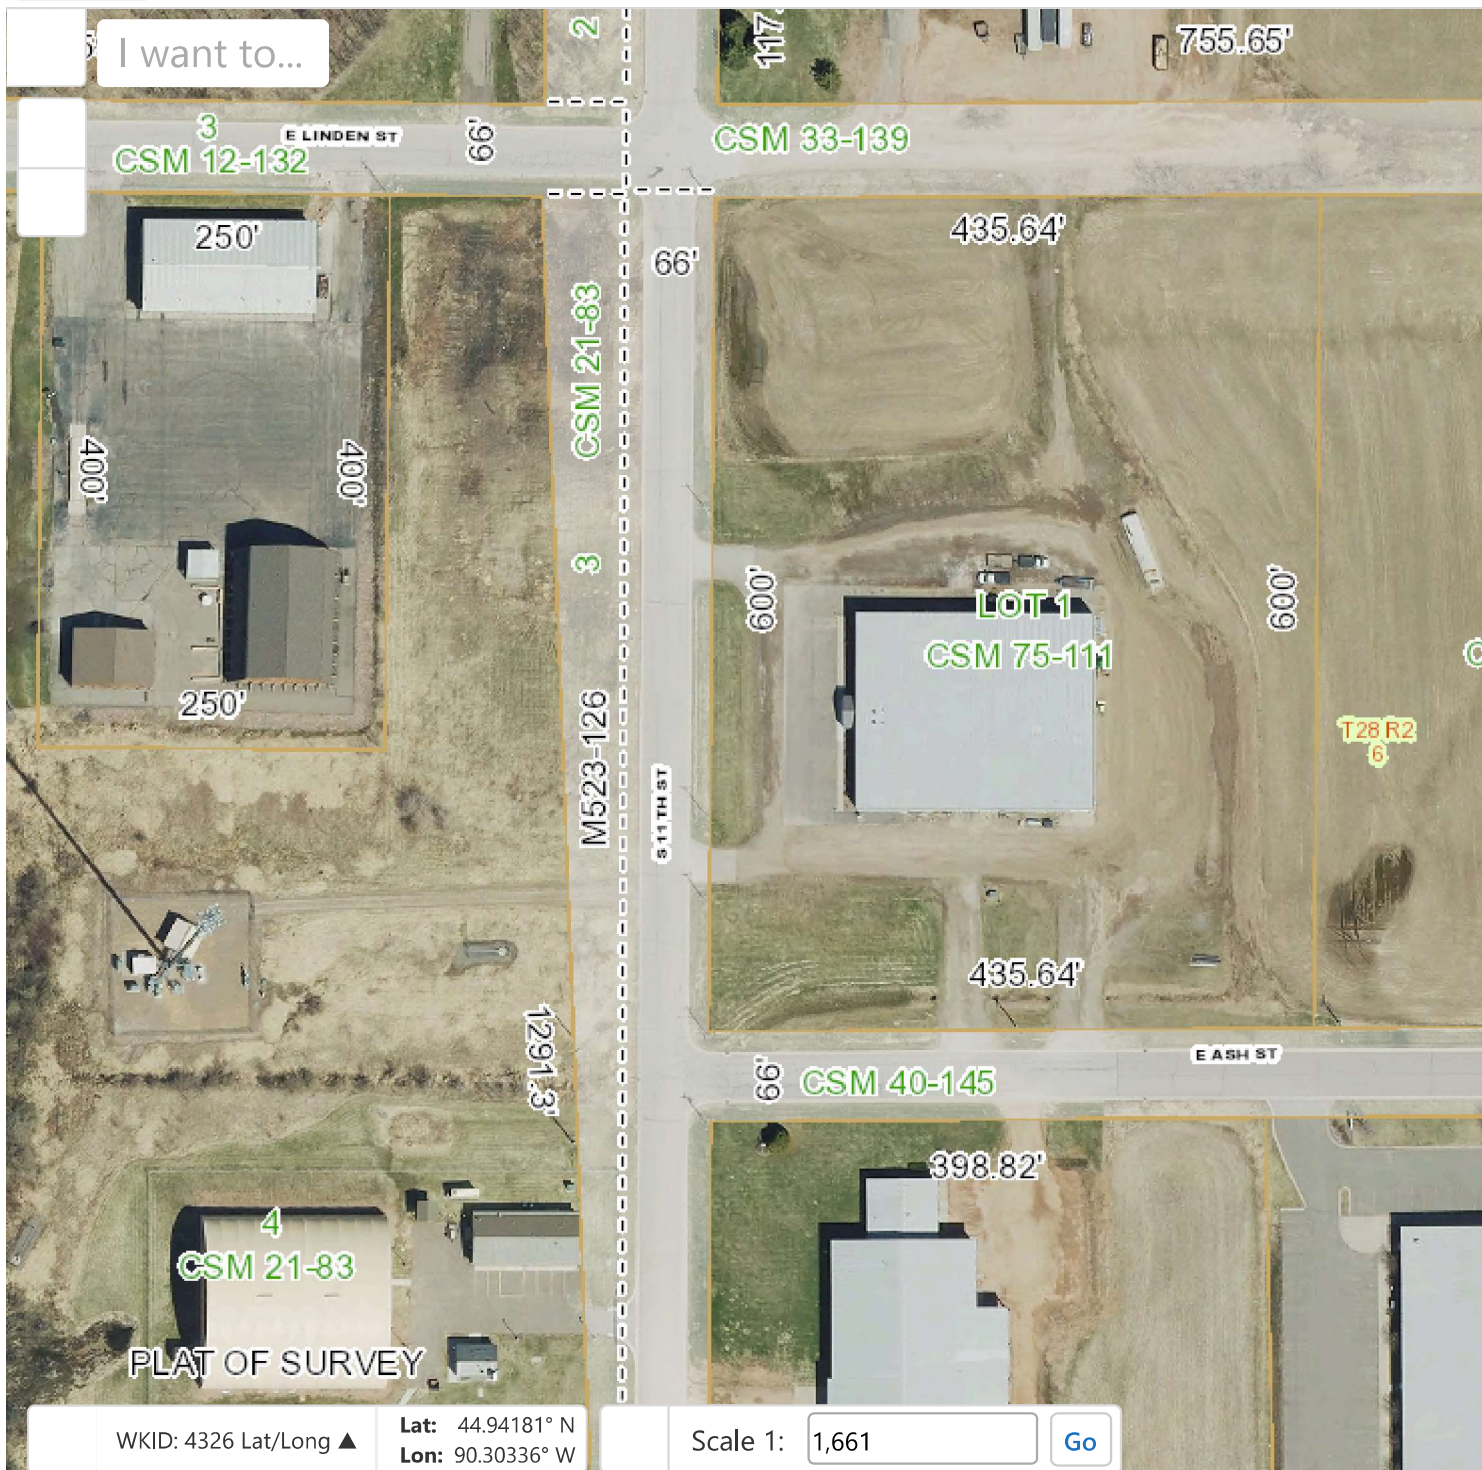 I want to...
2
117.
755.65'
3
E LINDEN ST
66'
CSM 12-132
CSM 33-139
250'
435.64'
66'
CSM 21-83
400'
400'
3
600'
LOT 1
600'
CSM 75-111
250'
M523-126
T28 R2
6
S 11TH ST
435.64'
1291.3'
E ASH ST
66'
CSM 40-145
398.82'
4
CSM 21-83
PLAT OF SURVEY
WKID: 4326 Lat/Long ▲
Lat: 44.94181° N
Lon: 90.30336° W
Scale 1: 1,661 Go